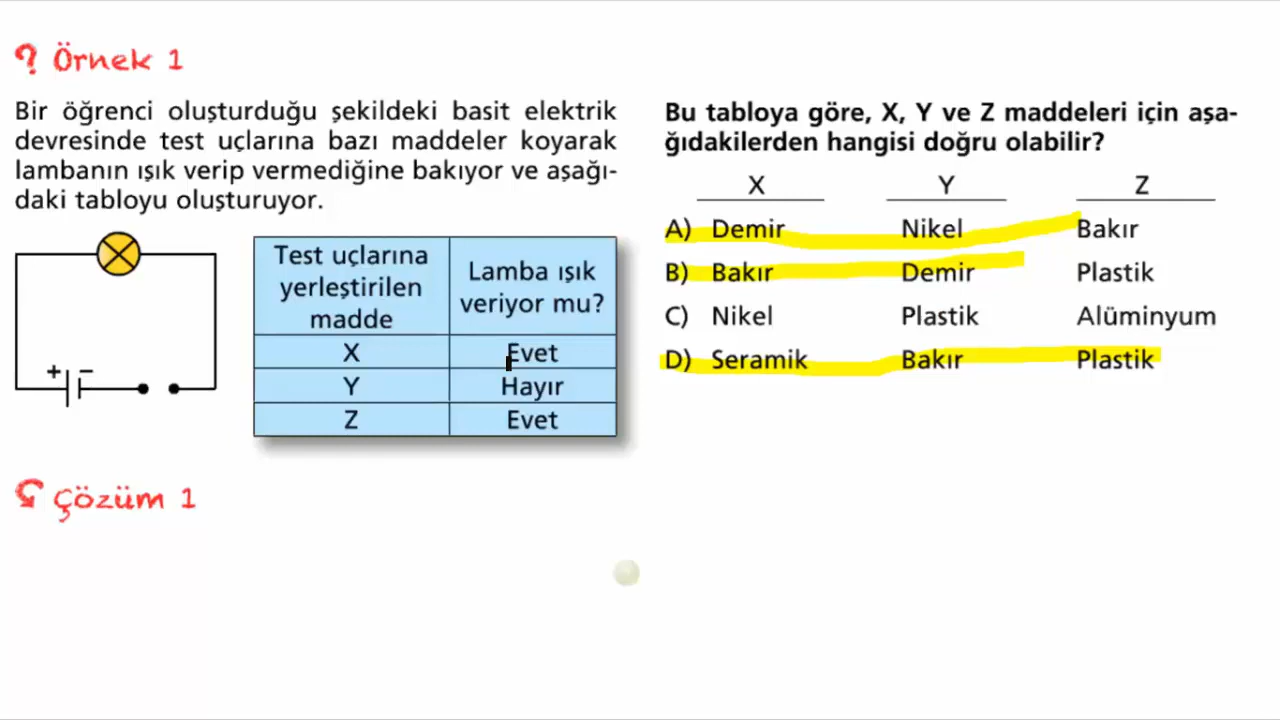 ? Örnek 1
Bir öğrenci oluşturduğu şekildeki basit elektrik
devresinde test uçlarına bazı maddeler koyarak
lambanın ışık verip vermediğine bakıyor ve aşağı-
daki tabloyu oluşturuyor.
+ –
Test uçlarına
yerleştirilen
madde
Lamba ışık
veriyor mu?
X Evet
Y Hayır
Z Evet
Çözüm 1
Bu tabloya göre, X, Y ve Z maddeleri için aşa-
ğıdakilerden hangisi doğru olabilir?
X Y Z
A) Demir Nikel Bakır
B) Bakır Demir Plastik
C) Nikel Plastik Alüminyum
D) Seramik Bakır Plastik